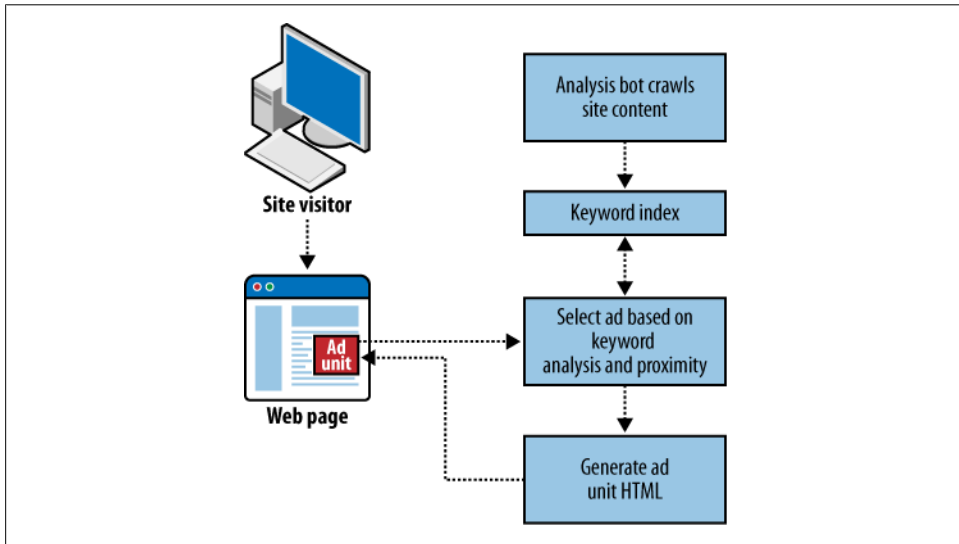 Analysis bot crawls
site content
Site visitor
Keyword index
Select ad based on
keyword
analysis and proximity
Ad
unit
Web page
Generate ad
unit HTML